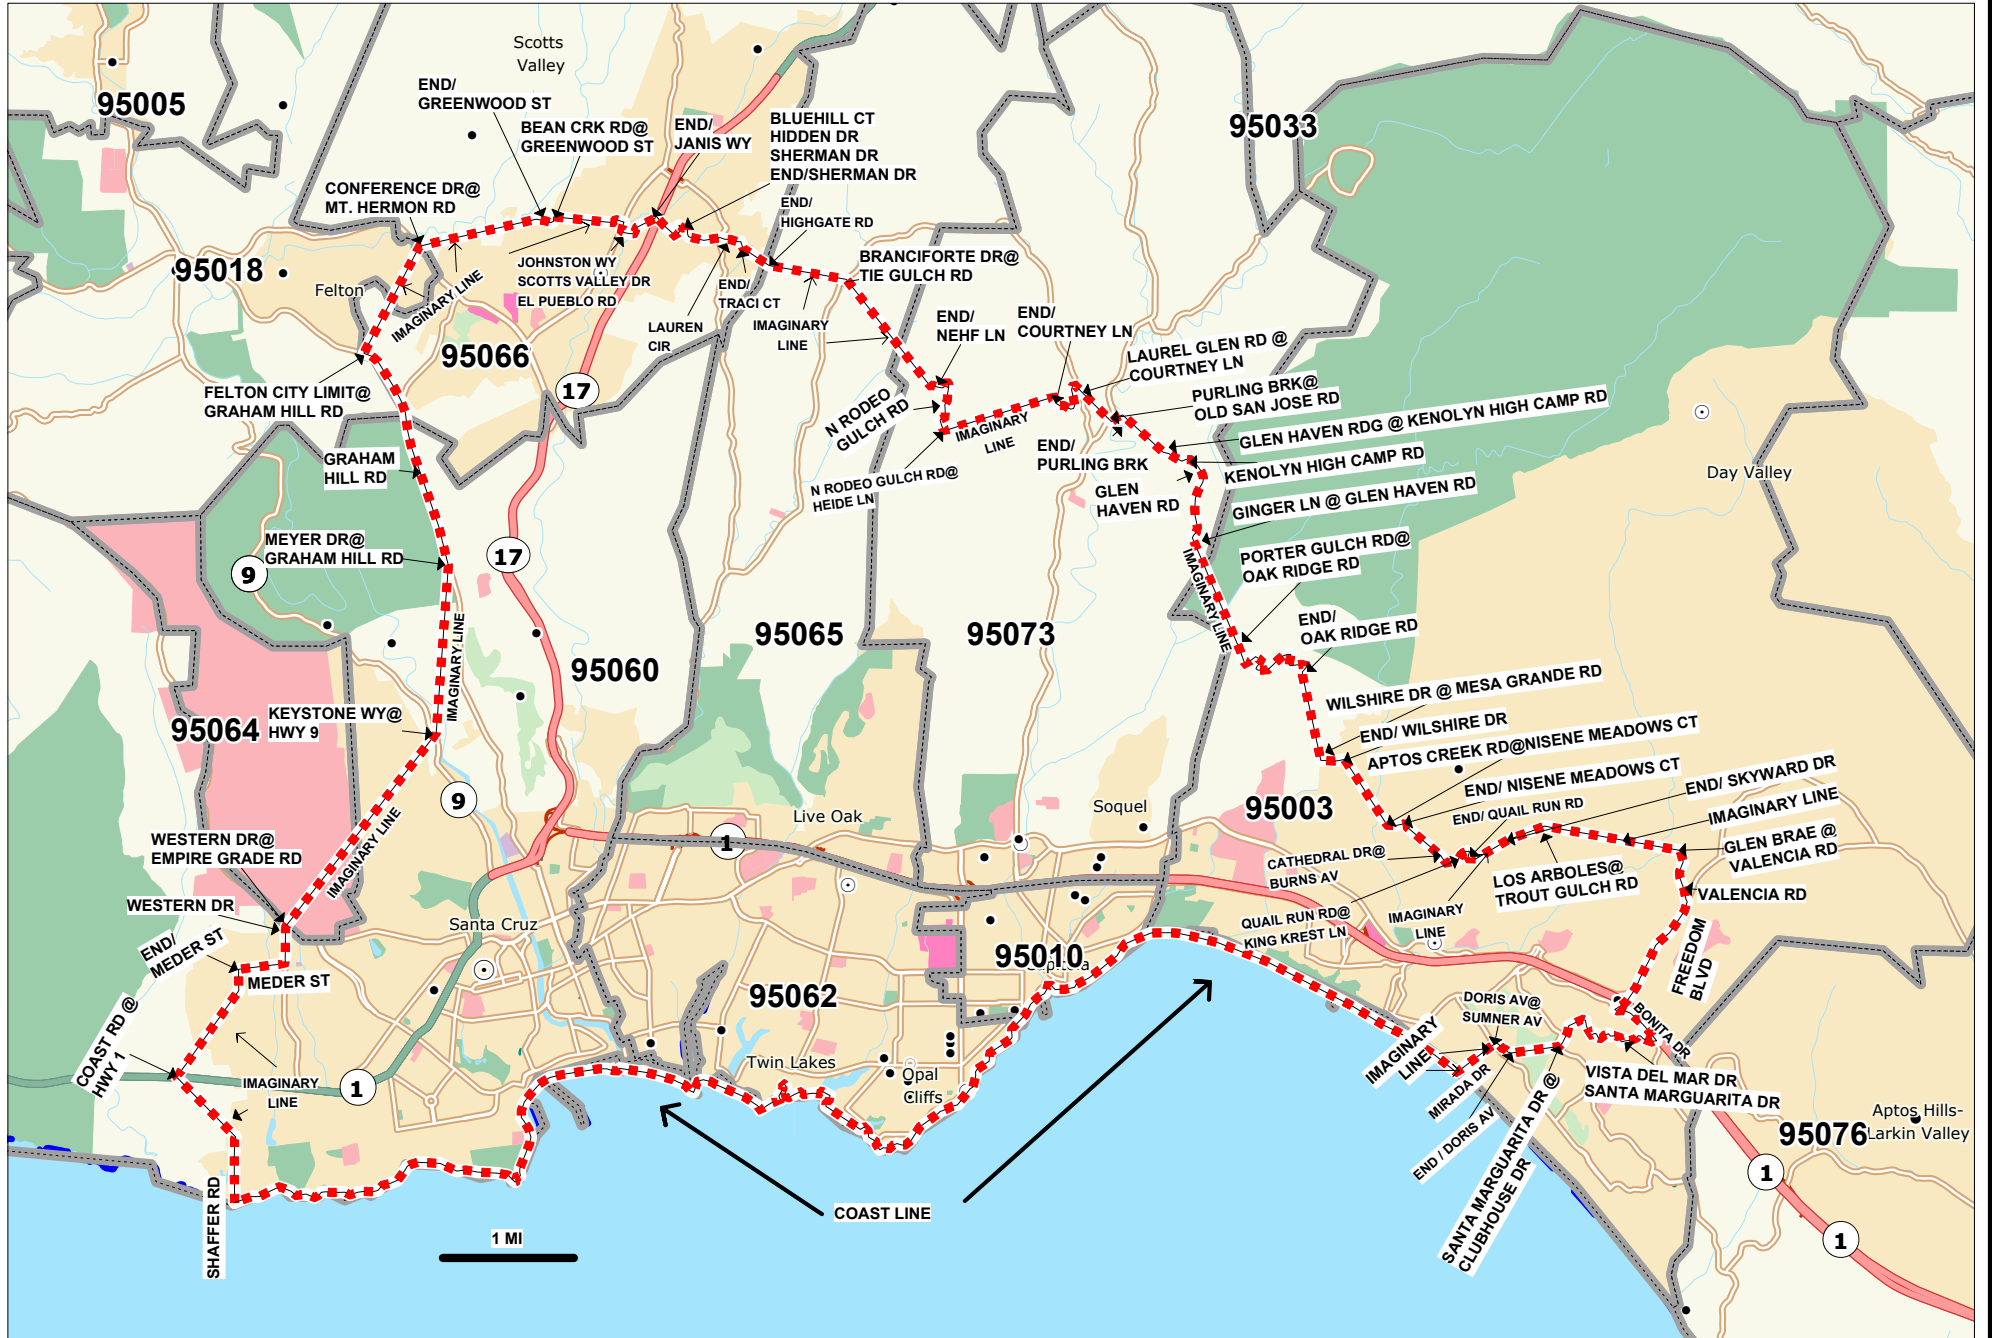 Scotts
Valley
95005
END/
GREENWOOD ST
BEAN CRK RD@
GREENWOOD ST
END/
JANIS WY
BLUEHILL CT
HIDDEN DR
SHERMAN DR
END/SHERMAN DR
95033
CONFERENCE DR@
MT. HERMON RD
END/
HIGHGATE RD
95018
Felton
IMAGINARY LINE
JOHNSTON WY
SCOTTS VALLEY DR
EL PUEBLO RD
END/
TRACI CT
LAUREN
CIR
IMAGINARY
LINE
BRANCIFORTE DR@
TIE GULCH RD
END/
NEHF LN
END/
COURTNEY LN
LAUREL GLEN RD @
COURTNEY LN
95066
FELTON CITY LIMIT@
GRAHAM HILL RD
17
PURLING BRK@
OLD SAN JOSE RD
N RODEO
GULCH RD
IMAGINARY
LINE
GLEN HAVEN RDG @ KENOLYN HIGH CAMP RD
END/
PURLING BRK
KENOLYN HIGH CAMP RD
GRAHAM
HILL RD
N RODEO GULCH RD@
HEIDE LN
GLEN
HAVEN RD
GINGER LN @ GLEN HAVEN RD
Day Valley
MEYER DR@
GRAHAM HILL RD
9
17
PORTER GULCH RD@
OAK RIDGE RD
IMAGINARY LINE
IMAGINARY LINE
95060
95065
95073
END/
OAK RIDGE RD
95064
KEYSTONE WY@
HWY 9
WILSHIRE DR @ MESA GRANDE RD
END/ WILSHIRE DR
APTOS CREEK RD@NISENE MEADOWS CT
END/ NISENE MEADOWS CT
END/ SKYWARD DR
END/ QUAIL RUN RD
IMAGINARY LINE
9
Live Oak
Soquel
95003
WESTERN DR@
EMPIRE GRADE RD
IMAGINARY LINE
1
CATHEDRAL DR@
BURNS AV
GLEN BRAE @
VALENCIA RD
LOS ARBOLES@
TROUT GULCH RD
VALENCIA RD
WESTERN DR
Santa Cruz
QUAIL RUN RD@
KING KREST LN
IMAGINARY
LINE
END/
MEDER ST
MEDER ST
95010
95062
FREEDOM
BLVD
COAST RD @
HWY 1
DORIS AV@
SUMNER AV
BONITA DR
IMAGINARY
LINE
Twin Lakes
Opal
Cliffs
IMAGINARY
LINE
1
MIRADA DR
END / DORIS AV
VISTA DEL MAR DR
SANTA MARGUARITA DR
SANTA MARGUARITA DR @
CLUBHOUSE DR
Aptos Hills-
Larkin Valley
95076
1
SHAFFER RD
COAST LINE
1 MI
1